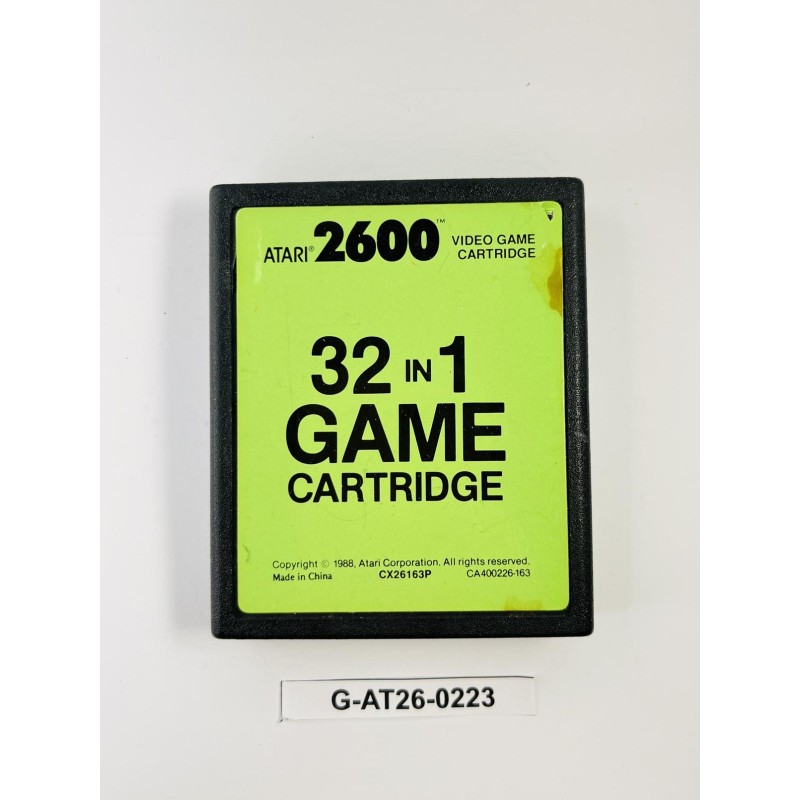 ATARI® 2600™ VIDEO GAME
CARTRIDGE
32 IN 1
GAME
CARTRIDGE
Copyright © 1988, Atari Corporation. All rights reserved.
Made in China CX26163P CA400226-163
G-AT26-0223